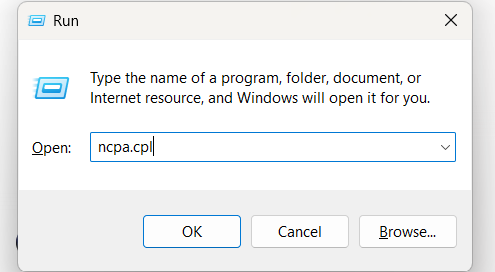 Run
Type the name of a program, folder, document, or
Internet resource, and Windows will open it for you.
Open: ncpa.cpl
OK Cancel Browse...